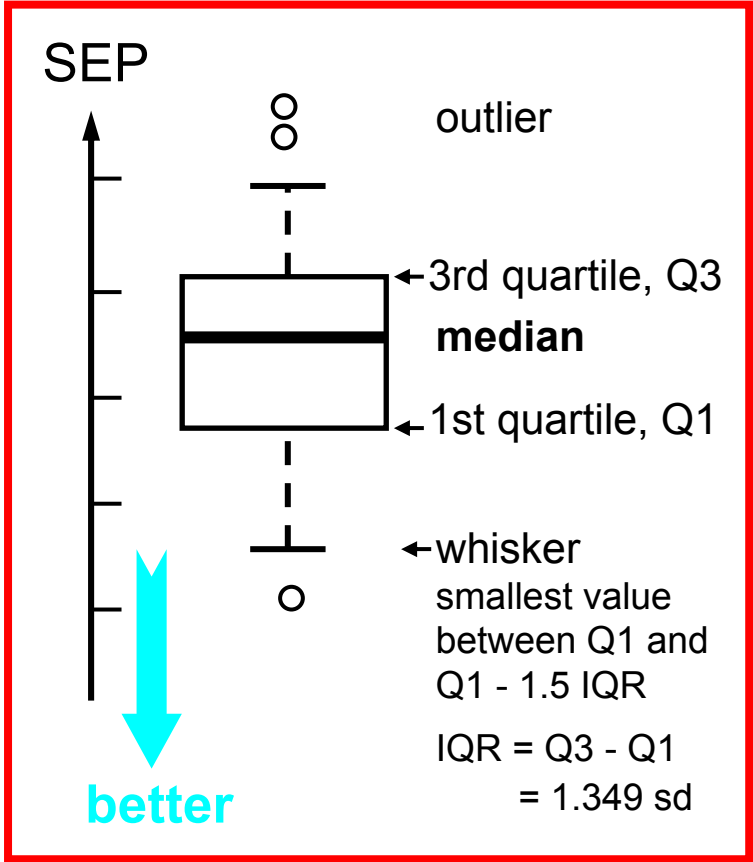 SEP
outlier
3rd quartile, Q3
median
1st quartile, Q1
whisker
smallest value
between Q1 and
Q1 - 1.5 IQR
IQR = Q3 - Q1
= 1.349 sd
better